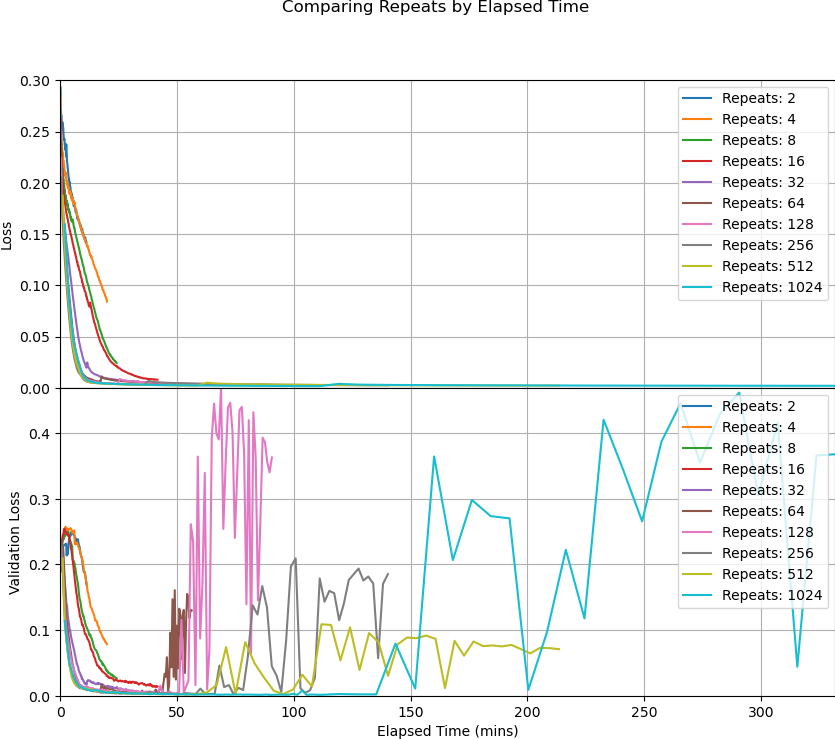 Comparing Repeats by Elapsed Time
0.30
0.25
0.20
0.15
0.10
0.05
0.00
Loss
Repeats: 2
Repeats: 4
Repeats: 8
Repeats: 16
Repeats: 32
Repeats: 64
Repeats: 128
Repeats: 256
Repeats: 512
Repeats: 1024
0.4
0.3
0.2
0.1
0.0
Validation Loss
Repeats: 2
Repeats: 4
Repeats: 8
Repeats: 16
Repeats: 32
Repeats: 64
Repeats: 128
Repeats: 256
Repeats: 512
Repeats: 1024
0 50 100 150 200 250 300
Elapsed Time (mins)